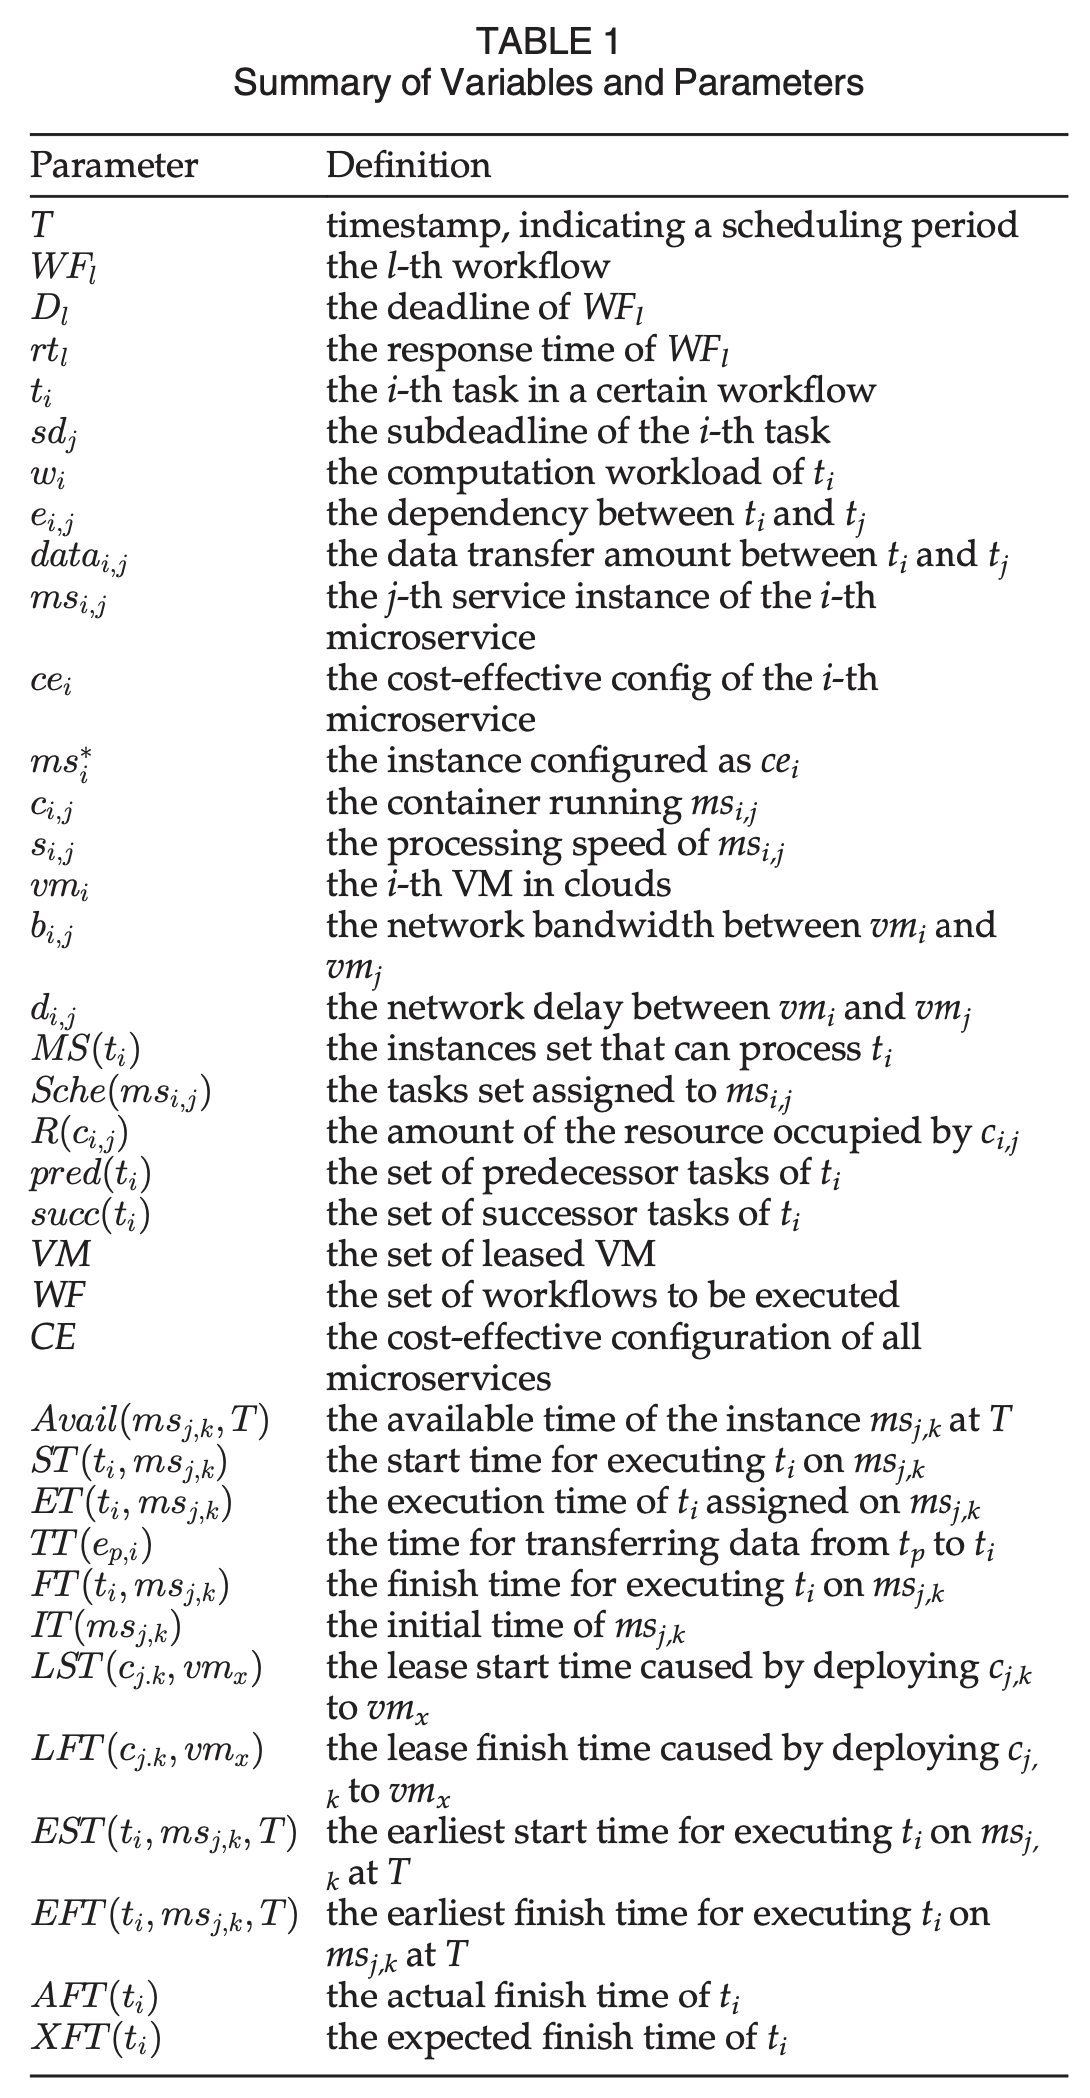 TABLE 1
Summary of Variables and Parameters
Parameter Definition
T timestamp, indicating a scheduling period
WF_l the l-th workflow
D_l the deadline of WF_l
rt_l the response time of WF_l
t_i the i-th task in a certain workflow
sd_j the subdeadline of the i-th task
w_i the computation workload of t_i
e_{i,j} the dependency between t_i and t_j
data_{i,j} the data transfer amount between t_i and t_j
ms_{i,j} the j-th service instance of the i-th
microservice
ce_i the cost-effective config of the i-th
microservice
ms_i^* the instance configured as ce_i
c_{i,j} the container running ms_{i,j}
s_{i,j} the processing speed of ms_{i,j}
vm_i the i-th VM in clouds
b_{i,j} the network bandwidth between vm_i and
vm_j
d_{i,j} the network delay between vm_i and vm_j
MS(t_i) the instances set that can process t_i
Sche(ms_{i,j}) the tasks set assigned to ms_{i,j}
R(c_{i,j}) the amount of the resource occupied by c_{i,j}
pred(t_i) the set of predecessor tasks of t_i
succ(t_i) the set of successor tasks of t_i
VM the set of leased VM
WF the set of workflows to be executed
CE the cost-effective configuration of all
microservices
Avail(ms_{j,k}, T) the available time of the instance ms_{j,k} at T
ST(t_i, ms_{j,k}) the start time for executing t_i on ms_{j,k}
ET(t_i, ms_{j,k}) the execution time of t_i assigned on ms_{j,k}
TT(e_{p,i}) the time for transferring data from t_p to t_i
FT(t_i, ms_{j,k}) the finish time for executing t_i on ms_{j,k}
IT(ms_{j,k}) the initial time of ms_{j,k}
LST(c_{j.k}, vm_x) the lease start time caused by deploying c_{j,k}
to vm_x
LFT(c_{j.k}, vm_x) the lease finish time caused by deploying c_{j,
k} to vm_x
EST(t_i, ms_{j,k}, T) the earliest start time for executing t_i on ms_{j,
k} at T
EFT(t_i, ms_{j,k}, T) the earliest finish time for executing t_i on
ms_{j,k} at T
AFT(t_i) the actual finish time of t_i
XFT(t_i) the expected finish time of t_i